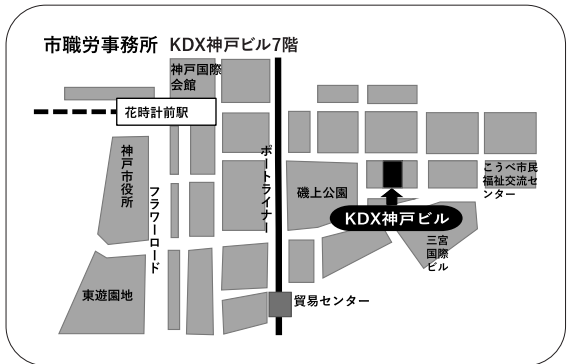 市職労事務所 KDX神戸ビル7階
神戸国際
会館
花時計前駅
神戸市役所
フラワーロード
ポートライナー
磯上公園
こうべ市民
福祉交流セ
ンター
KDX神戸ビル
三宮
国際
ビル
東遊園地
貿易センター